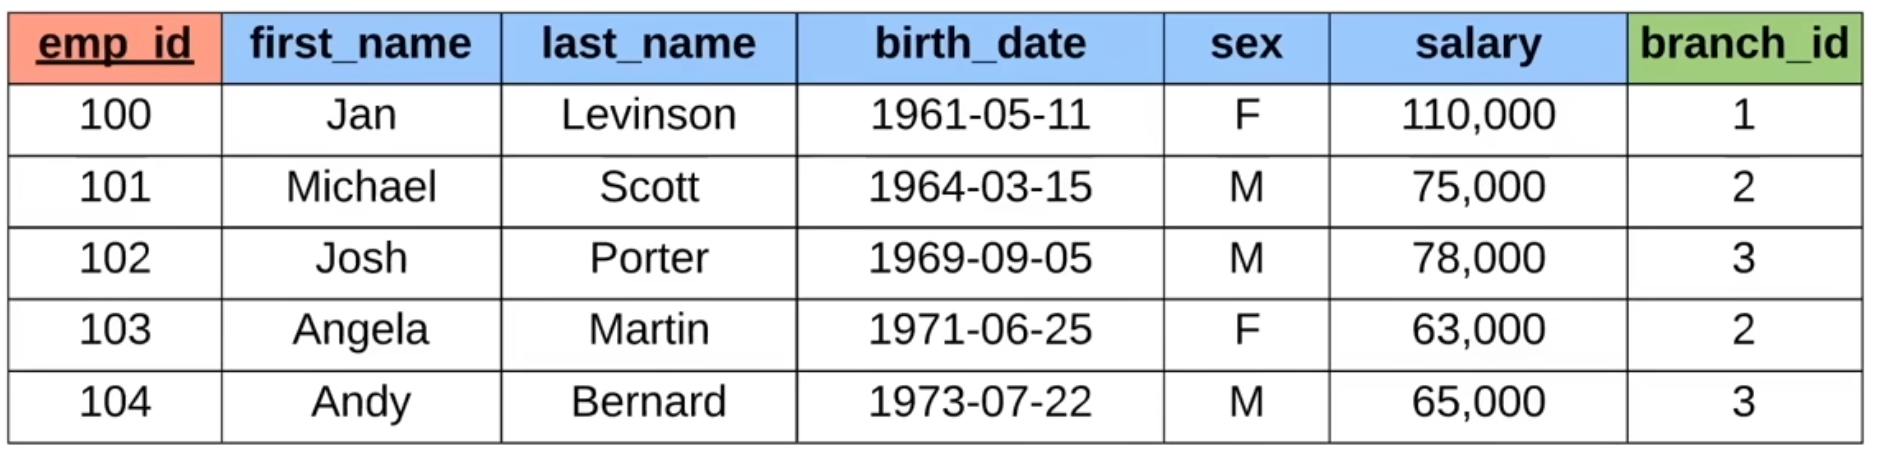 emp_id first_name last_name birth_date sex salary branch_id
100 Jan Levinson 1961-05-11 F 110,000 1
101 Michael Scott 1964-03-15 M 75,000 2
102 Josh Porter 1969-09-05 M 78,000 3
103 Angela Martin 1971-06-25 F 63,000 2
104 Andy Bernard 1973-07-22 M 65,000 3